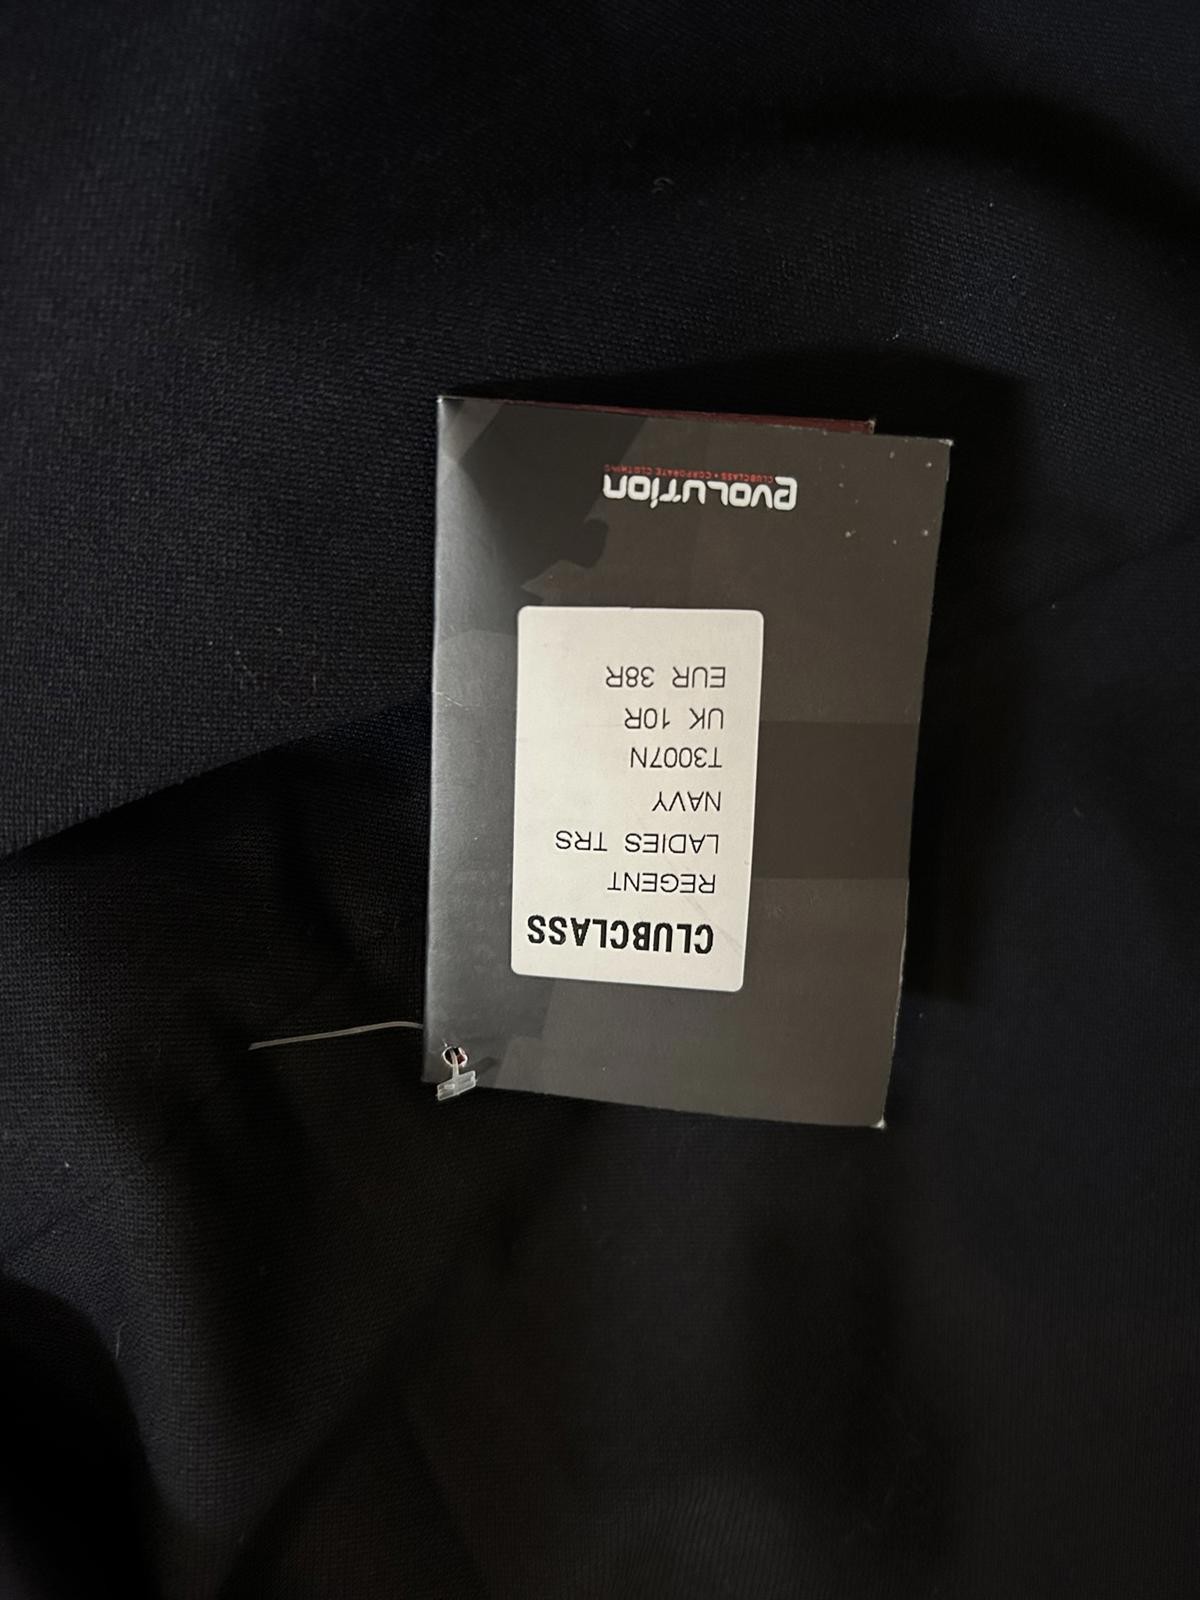 CLUBCLASS
REGENT
LADIES TRS
NAVY
T3007N
UK 10R
EUR 38R
evolution
CLUBCLASS • CORPORATE CLOTHING